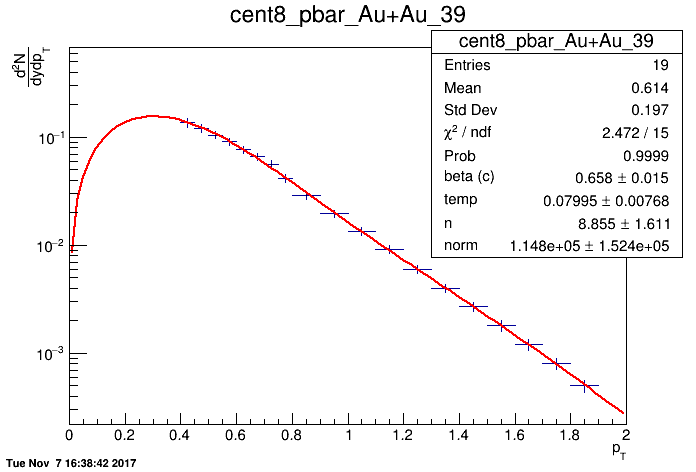 cent8_pbar_Au+Au_39
cent8_pbar_Au+Au_39
Entries 19
Mean 0.614
Std Dev 0.197
χ² / ndf 2.472 / 15
Prob 0.9999
beta (c) 0.658 ± 0.015
temp 0.07995 ± 0.00768
n 8.855 ± 1.611
norm 1.148e+05 ± 1.524e+05
d²N
dydp_T
10⁻¹
10⁻²
10⁻³
0 0.2 0.4 0.6 0.8 1 1.2 1.4 1.6 1.8 2
p_T
Tue Nov 7 16:38:42 2017